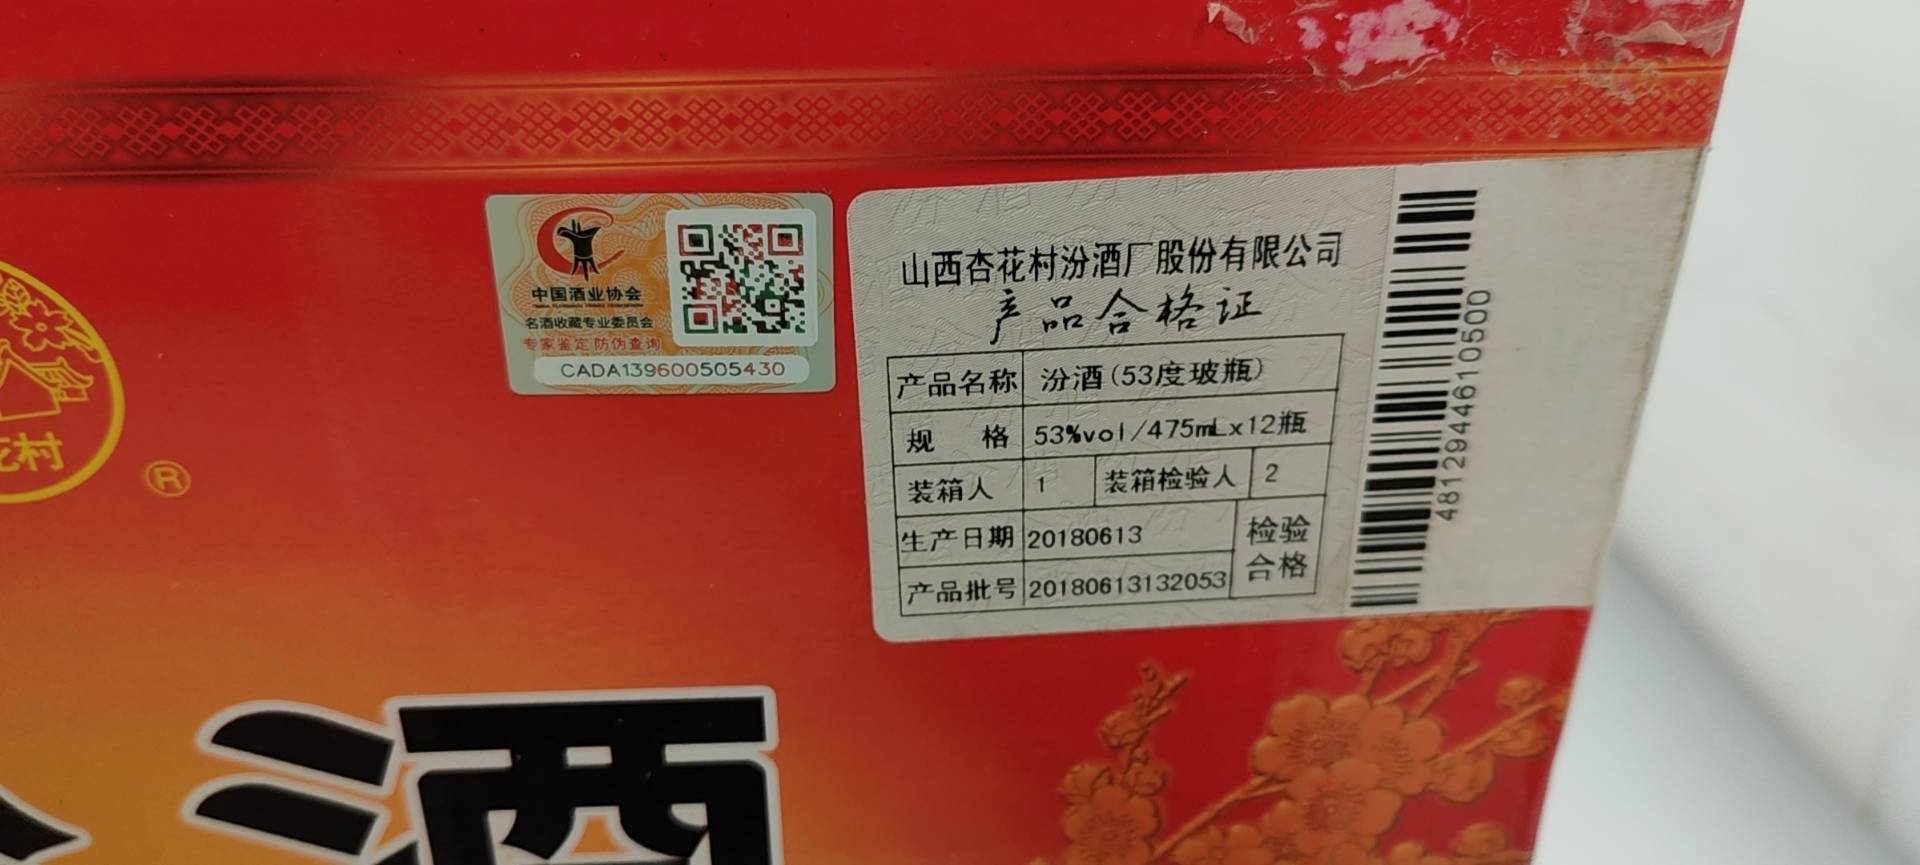 花村
®
中国酒业协会
名酒收藏专业委员会
专家鉴定 防伪查询
CADA139600505430
山西杏花村汾酒厂股份有限公司
产品合格证
产品名称 汾酒(53度玻瓶)
规 格 53%vol/475mLx12瓶
装箱人 1 装箱检验人 2
生产日期 20180613 检验
产品批号 20180613132053 合格
4812944610500
酒